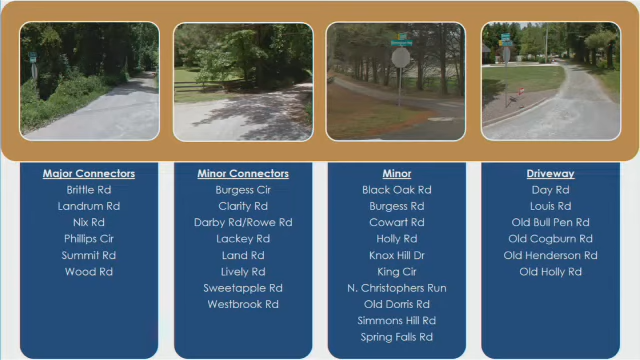 Major Connectors
Brittle Rd
Landrum Rd
Nix Rd
Phillips Cir
Summit Rd
Wood Rd
Minor Connectors
Burgess Cir
Clarity Rd
Darby Rd/Rowe Rd
Lackey Rd
Land Rd
Lively Rd
Sweetapple Rd
Westbrook Rd
Minor
Black Oak Rd
Burgess Rd
Cowart Rd
Holly Rd
Knox Hill Dr
King Cir
N. Christophers Run
Old Dorris Rd
Simmons Hill Rd
Spring Falls Rd
Driveway
Day Rd
Louis Rd
Old Bull Pen Rd
Old Cogburn Rd
Old Henderson Rd
Old Holly Rd